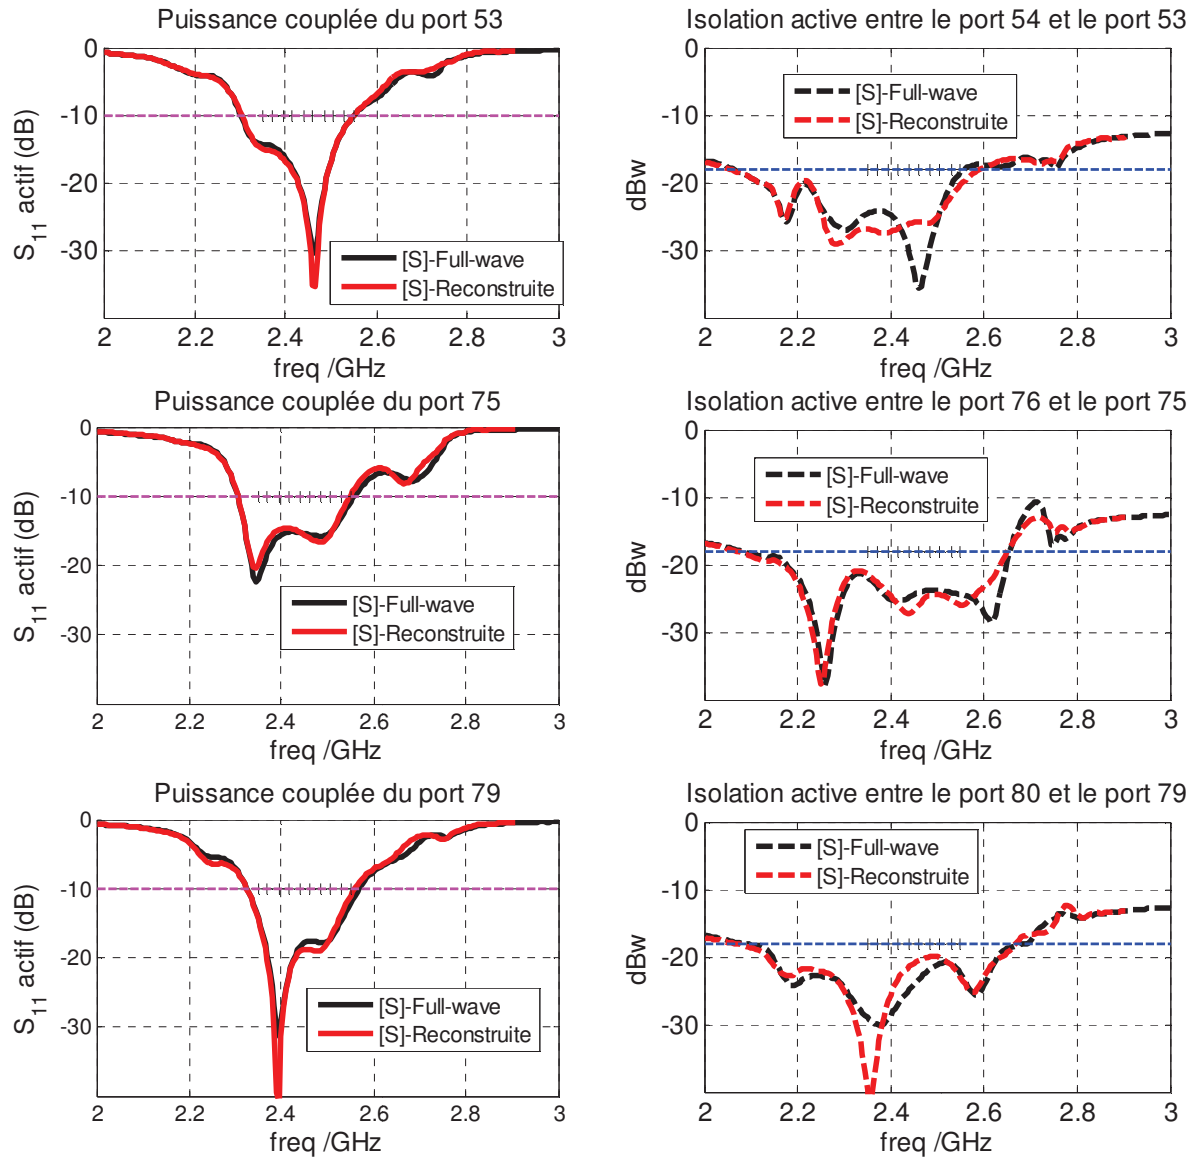 Puissance couplée du port 53
0
-10
-20
-30
S11 actif (dB)
[S]-Full-wave
[S]-Reconstruite
2 2.2 2.4 2.6 2.8 3
freq /GHz
Isolation active entre le port 54 et le port 53
0
-10
-20
-30
dBw
[S]-Full-wave
[S]-Reconstruite
2 2.2 2.4 2.6 2.8 3
freq /GHz
Puissance couplée du port 75
0
-10
-20
-30
S11 actif (dB)
[S]-Full-wave
[S]-Reconstruite
2 2.2 2.4 2.6 2.8 3
freq /GHz
Isolation active entre le port 76 et le port 75
0
-10
-20
-30
dBw
[S]-Full-wave
[S]-Reconstruite
2 2.2 2.4 2.6 2.8 3
freq /GHz
Puissance couplée du port 79
0
-10
-20
-30
S11 actif (dB)
[S]-Full-wave
[S]-Reconstruite
2 2.2 2.4 2.6 2.8 3
freq /GHz
Isolation active entre le port 80 et le port 79
0
-10
-20
-30
dBw
[S]-Full-wave
[S]-Reconstruite
2 2.2 2.4 2.6 2.8 3
freq /GHz